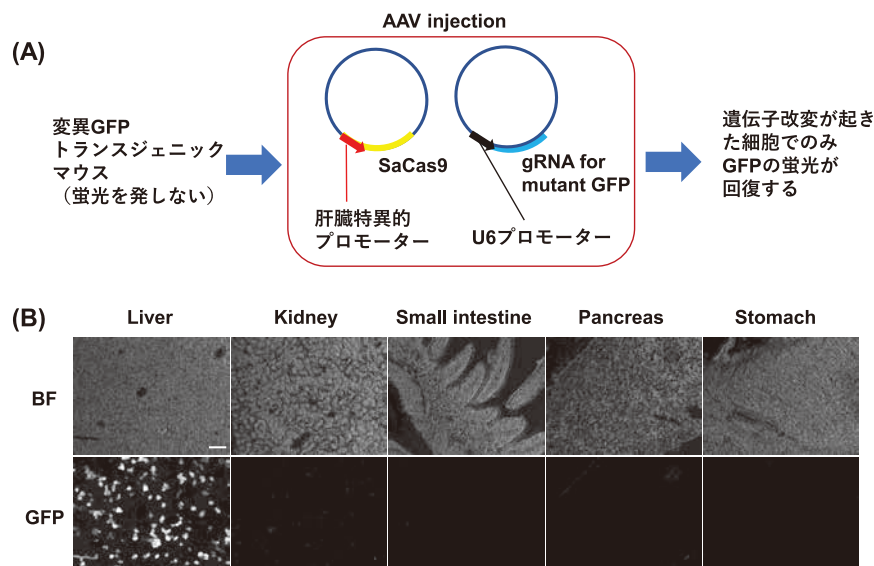 AAV injection
(A)
変異GFP
トランスジェニック
マウス
(蛍光を発しない)
SaCas9
gRNA for
mutant GFP
肝臓特異的
プロモーター
U6プロモーター
遺伝子改変が起き
た細胞でのみ
GFPの蛍光が
回復する
(B)
Liver Kidney Small intestine Pancreas Stomach
BF
GFP